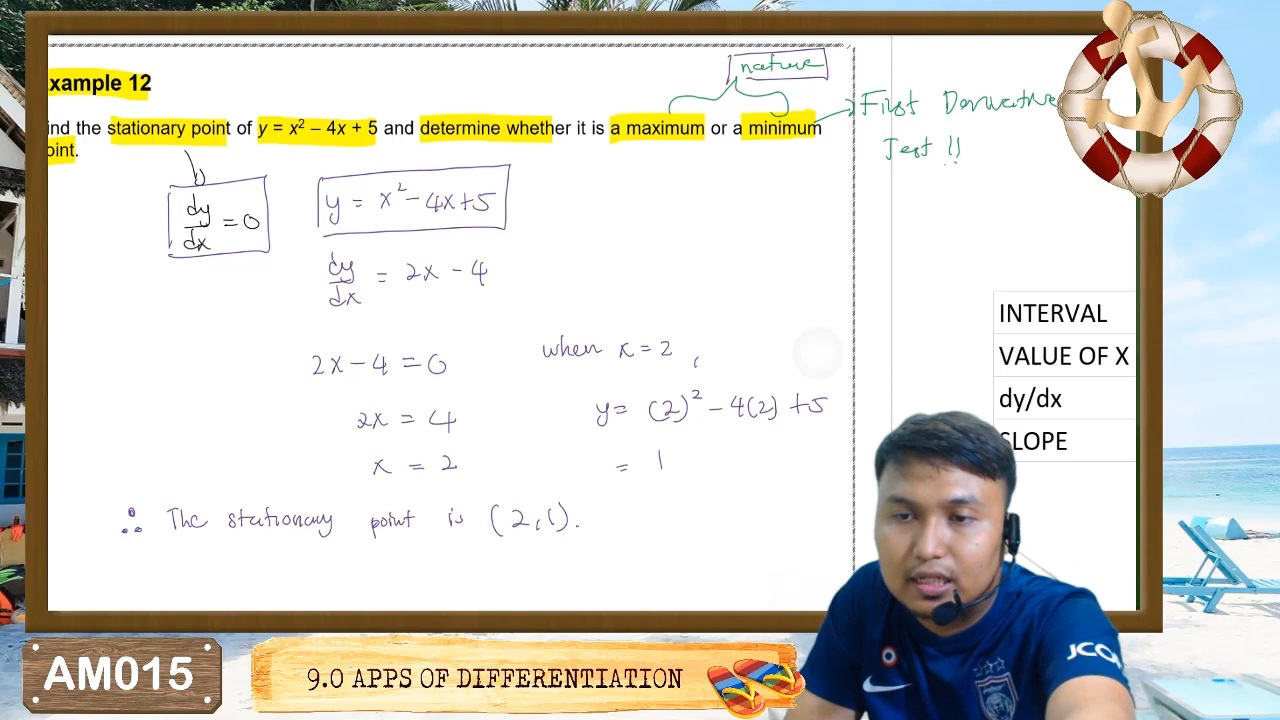 xample 12
nature
ind the stationary point of y = x² – 4x + 5 and determine whether it is a maximum or a minimum
oint.
First Derivative
Test !!
dy/dx = 0
y = x² - 4x+5
dy/dx = 2x - 4
2x - 4 = 0
2x = 4
x = 2
when x = 2,
y = (2)² - 4(2) +5
= 1
∴ The stationary point is (2,1).
INTERVAL
VALUE OF X
dy/dx
SLOPE
JCO
AM015
9.0 APPS OF DIFFERENTIATION